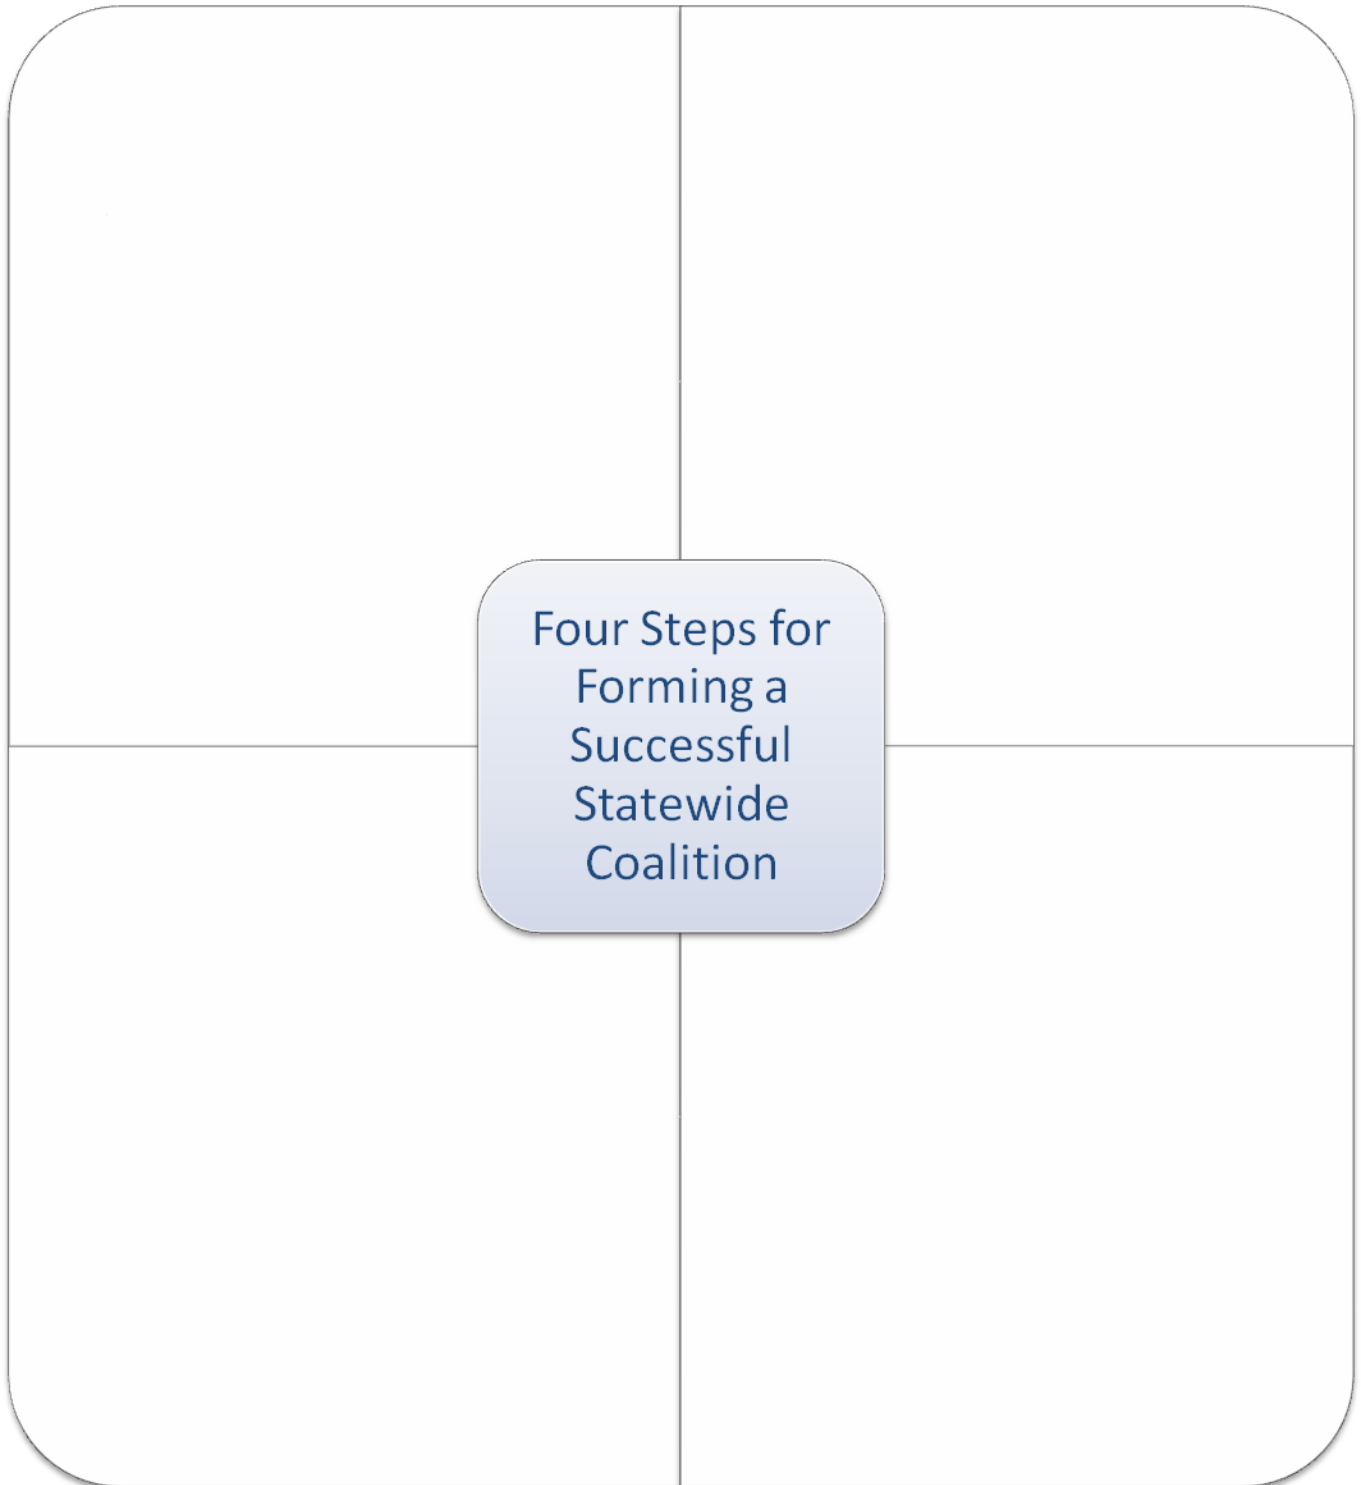 Four Steps for
Forming a
Successful
Statewide
Coalition